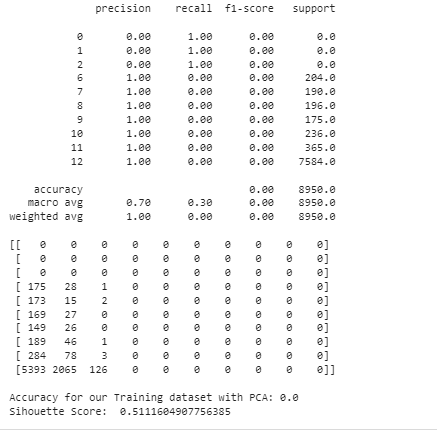 precision recall f1-score support
0 0.00 1.00 0.00 0.0
1 0.00 1.00 0.00 0.0
2 0.00 1.00 0.00 0.0
6 1.00 0.00 0.00 204.0
7 1.00 0.00 0.00 190.0
8 1.00 0.00 0.00 196.0
9 1.00 0.00 0.00 175.0
10 1.00 0.00 0.00 236.0
11 1.00 0.00 0.00 365.0
12 1.00 0.00 0.00 7584.0
accuracy 0.00 8950.0
macro avg 0.70 0.30 0.00 8950.0
weighted avg 1.00 0.00 0.00 8950.0
[[ 0 0 0 0 0 0 0 0 0 0]
[ 0 0 0 0 0 0 0 0 0 0]
[ 0 0 0 0 0 0 0 0 0 0]
[ 175 28 1 0 0 0 0 0 0 0]
[ 173 15 2 0 0 0 0 0 0 0]
[ 169 27 0 0 0 0 0 0 0 0]
[ 149 26 0 0 0 0 0 0 0 0]
[ 189 46 1 0 0 0 0 0 0 0]
[ 284 78 3 0 0 0 0 0 0 0]
[5393 2065 126 0 0 0 0 0 0 0]]
Accuracy for our Training dataset with PCA: 0.0
Sihouette Score: 0.5111604907756385